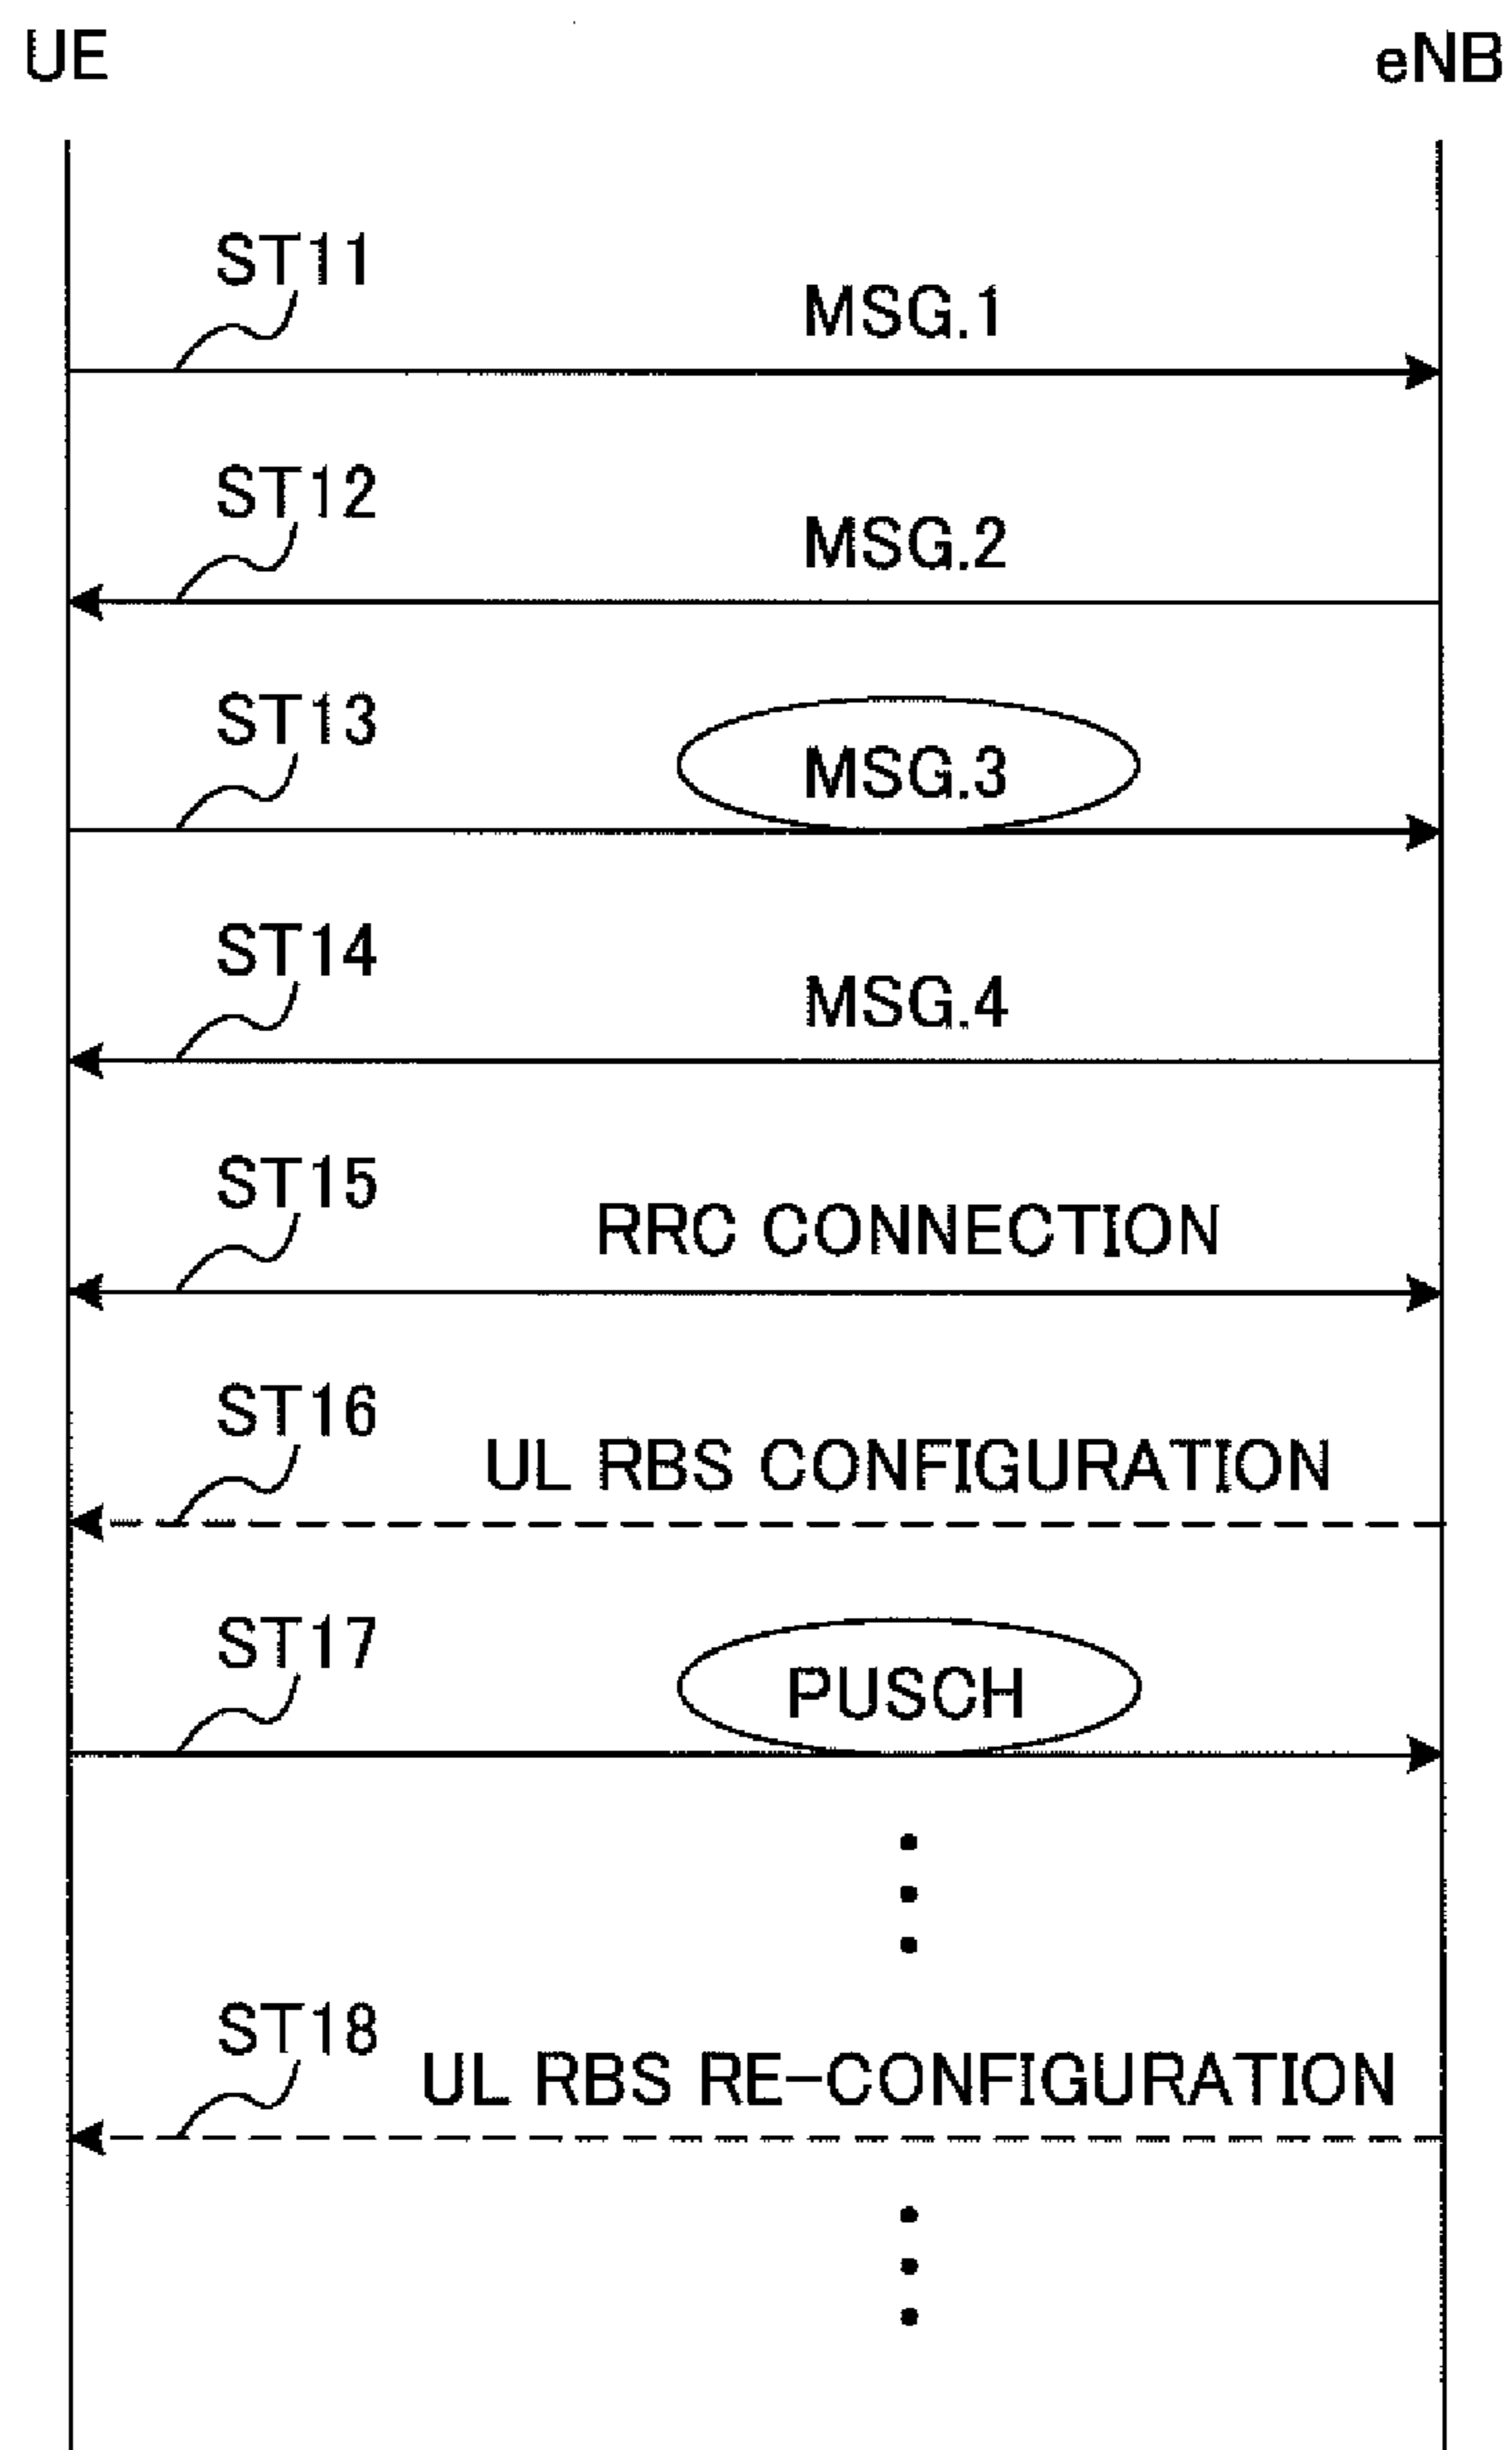 UE
eNB
ST11
MSG.1
ST12
MSG.2
ST13
MSG.3
ST14
MSG.4
ST15
RRC CONNECTION
ST16
UL RBS CONFIGURATION
ST17
PUSCH
ST18
UL RBS RE-CONFIGURATION